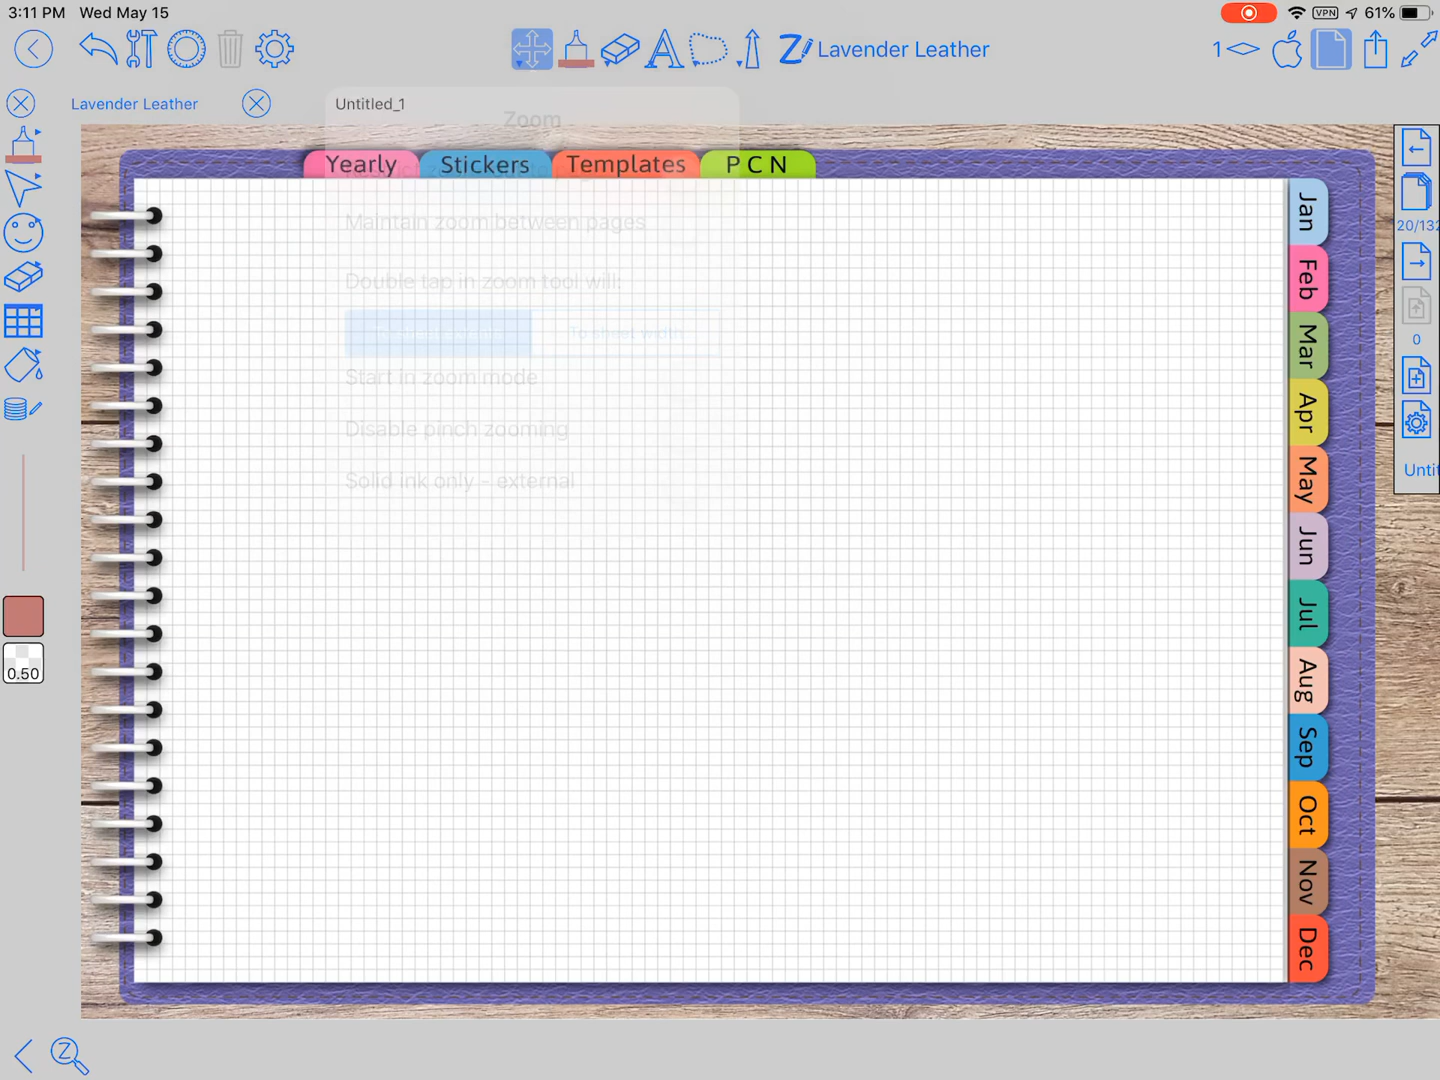 3:11 PM Wed May 15
VPN 61%
Lavender Leather
1
Lavender Leather
Untitled_1
Zoom
Yearly
Stickers
Templates
P C N
Maintain zoom between pages
Double tap in zoom tool will
Start in zoom mode
Disable pinch zooming
Solid ink only - external
Jan
Feb
Mar
Apr
May
Jun
Jul
Aug
Sep
Oct
Nov
Dec
20/132
0
Untit
0.50